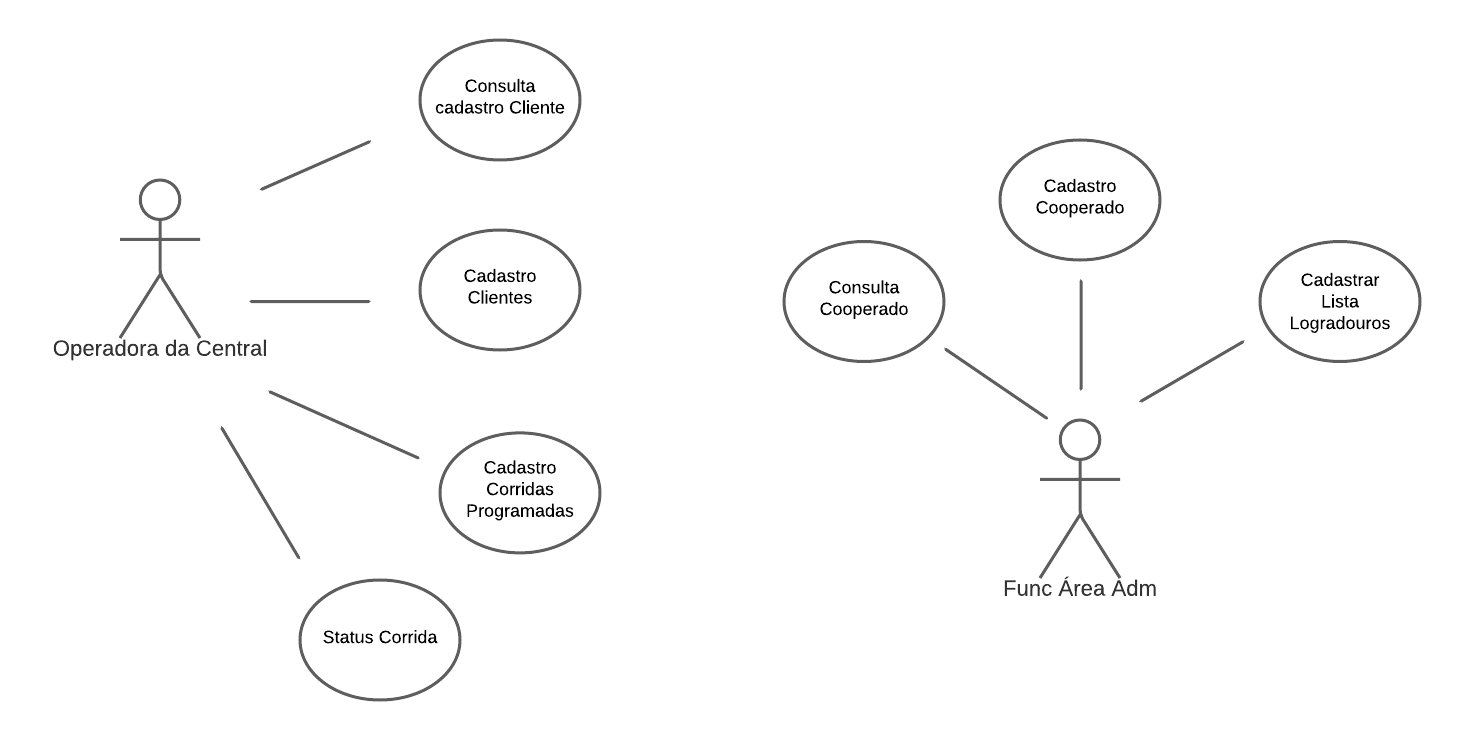 Consulta
cadastro Cliente
Operadora da Central
Cadastro
Clientes
Cadastro
Corridas
Programadas
Status Corrida
Cadastro
Cooperado
Consulta
Cooperado
Cadastrar
Lista
Logradouros
Func Área Adm